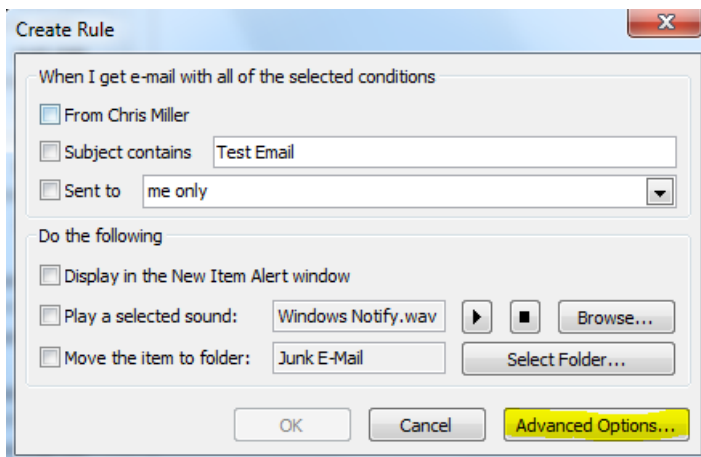 Create Rule
When I get e-mail with all of the selected conditions
From Chris Miller
Subject contains Test Email
Sent to me only
Do the following
Display in the New Item Alert window
Play a selected sound: Windows Notify.wav Browse...
Move the item to folder: Junk E-Mail Select Folder...
OK Cancel Advanced Options...